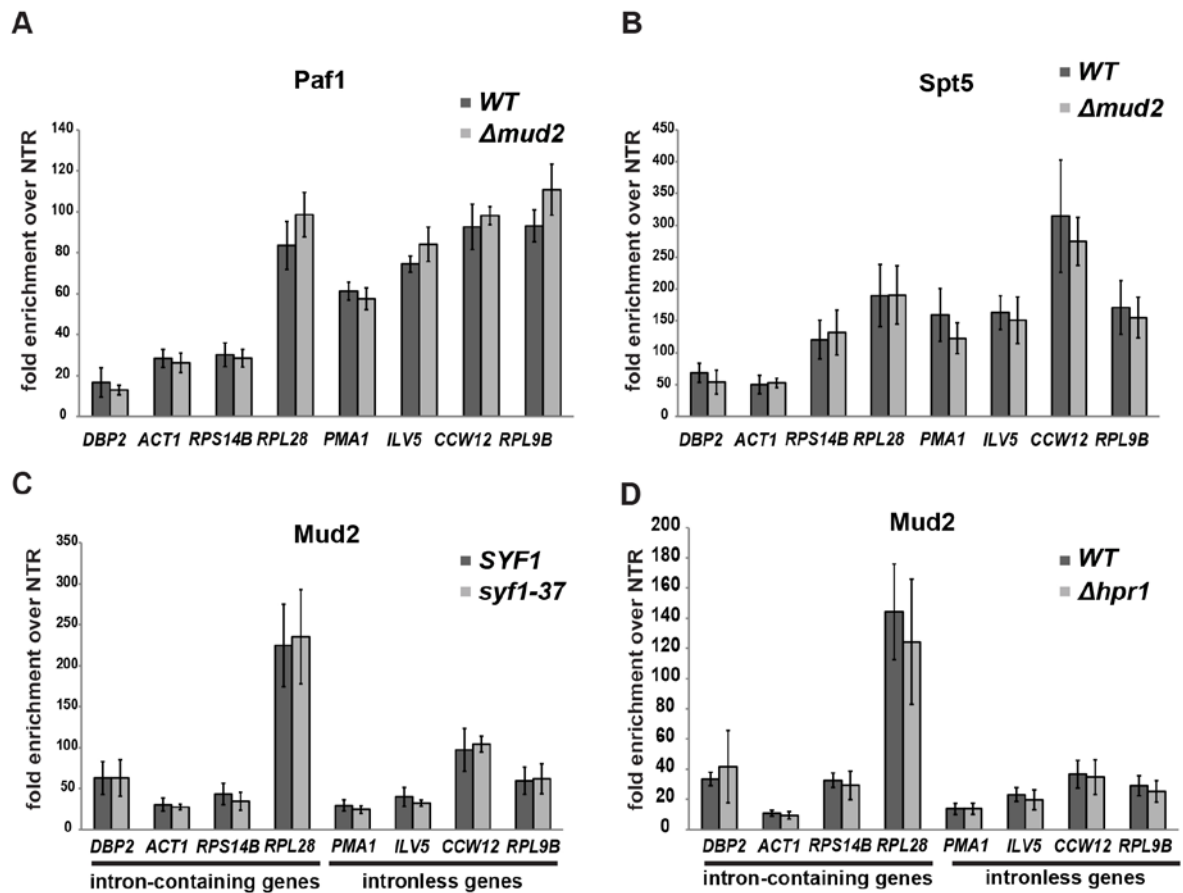 A
Paf1
WT
Δmud2
fold enrichment over NTR
140
120
100
80
60
40
20
0
DBP2 ACT1 RPS14B RPL28 PMA1 ILV5 CCW12 RPL9B
B
Spt5
WT
Δmud2
fold enrichment over NTR
450
400
350
300
250
200
150
100
50
0
DBP2 ACT1 RPS14B RPL28 PMA1 ILV5 CCW12 RPL9B
C
Mud2
SYF1
syf1-37
fold enrichment over NTR
350
300
250
200
150
100
50
0
DBP2 ACT1 RPS14B RPL28 PMA1 ILV5 CCW12 RPL9B
intron-containing genes intronless genes
D
Mud2
WT
Δhpr1
fold enrichment over NTR
200
180
160
140
120
100
80
60
40
20
0
DBP2 ACT1 RPS14B RPL28 PMA1 ILV5 CCW12 RPL9B
intron-containing genes intronless genes